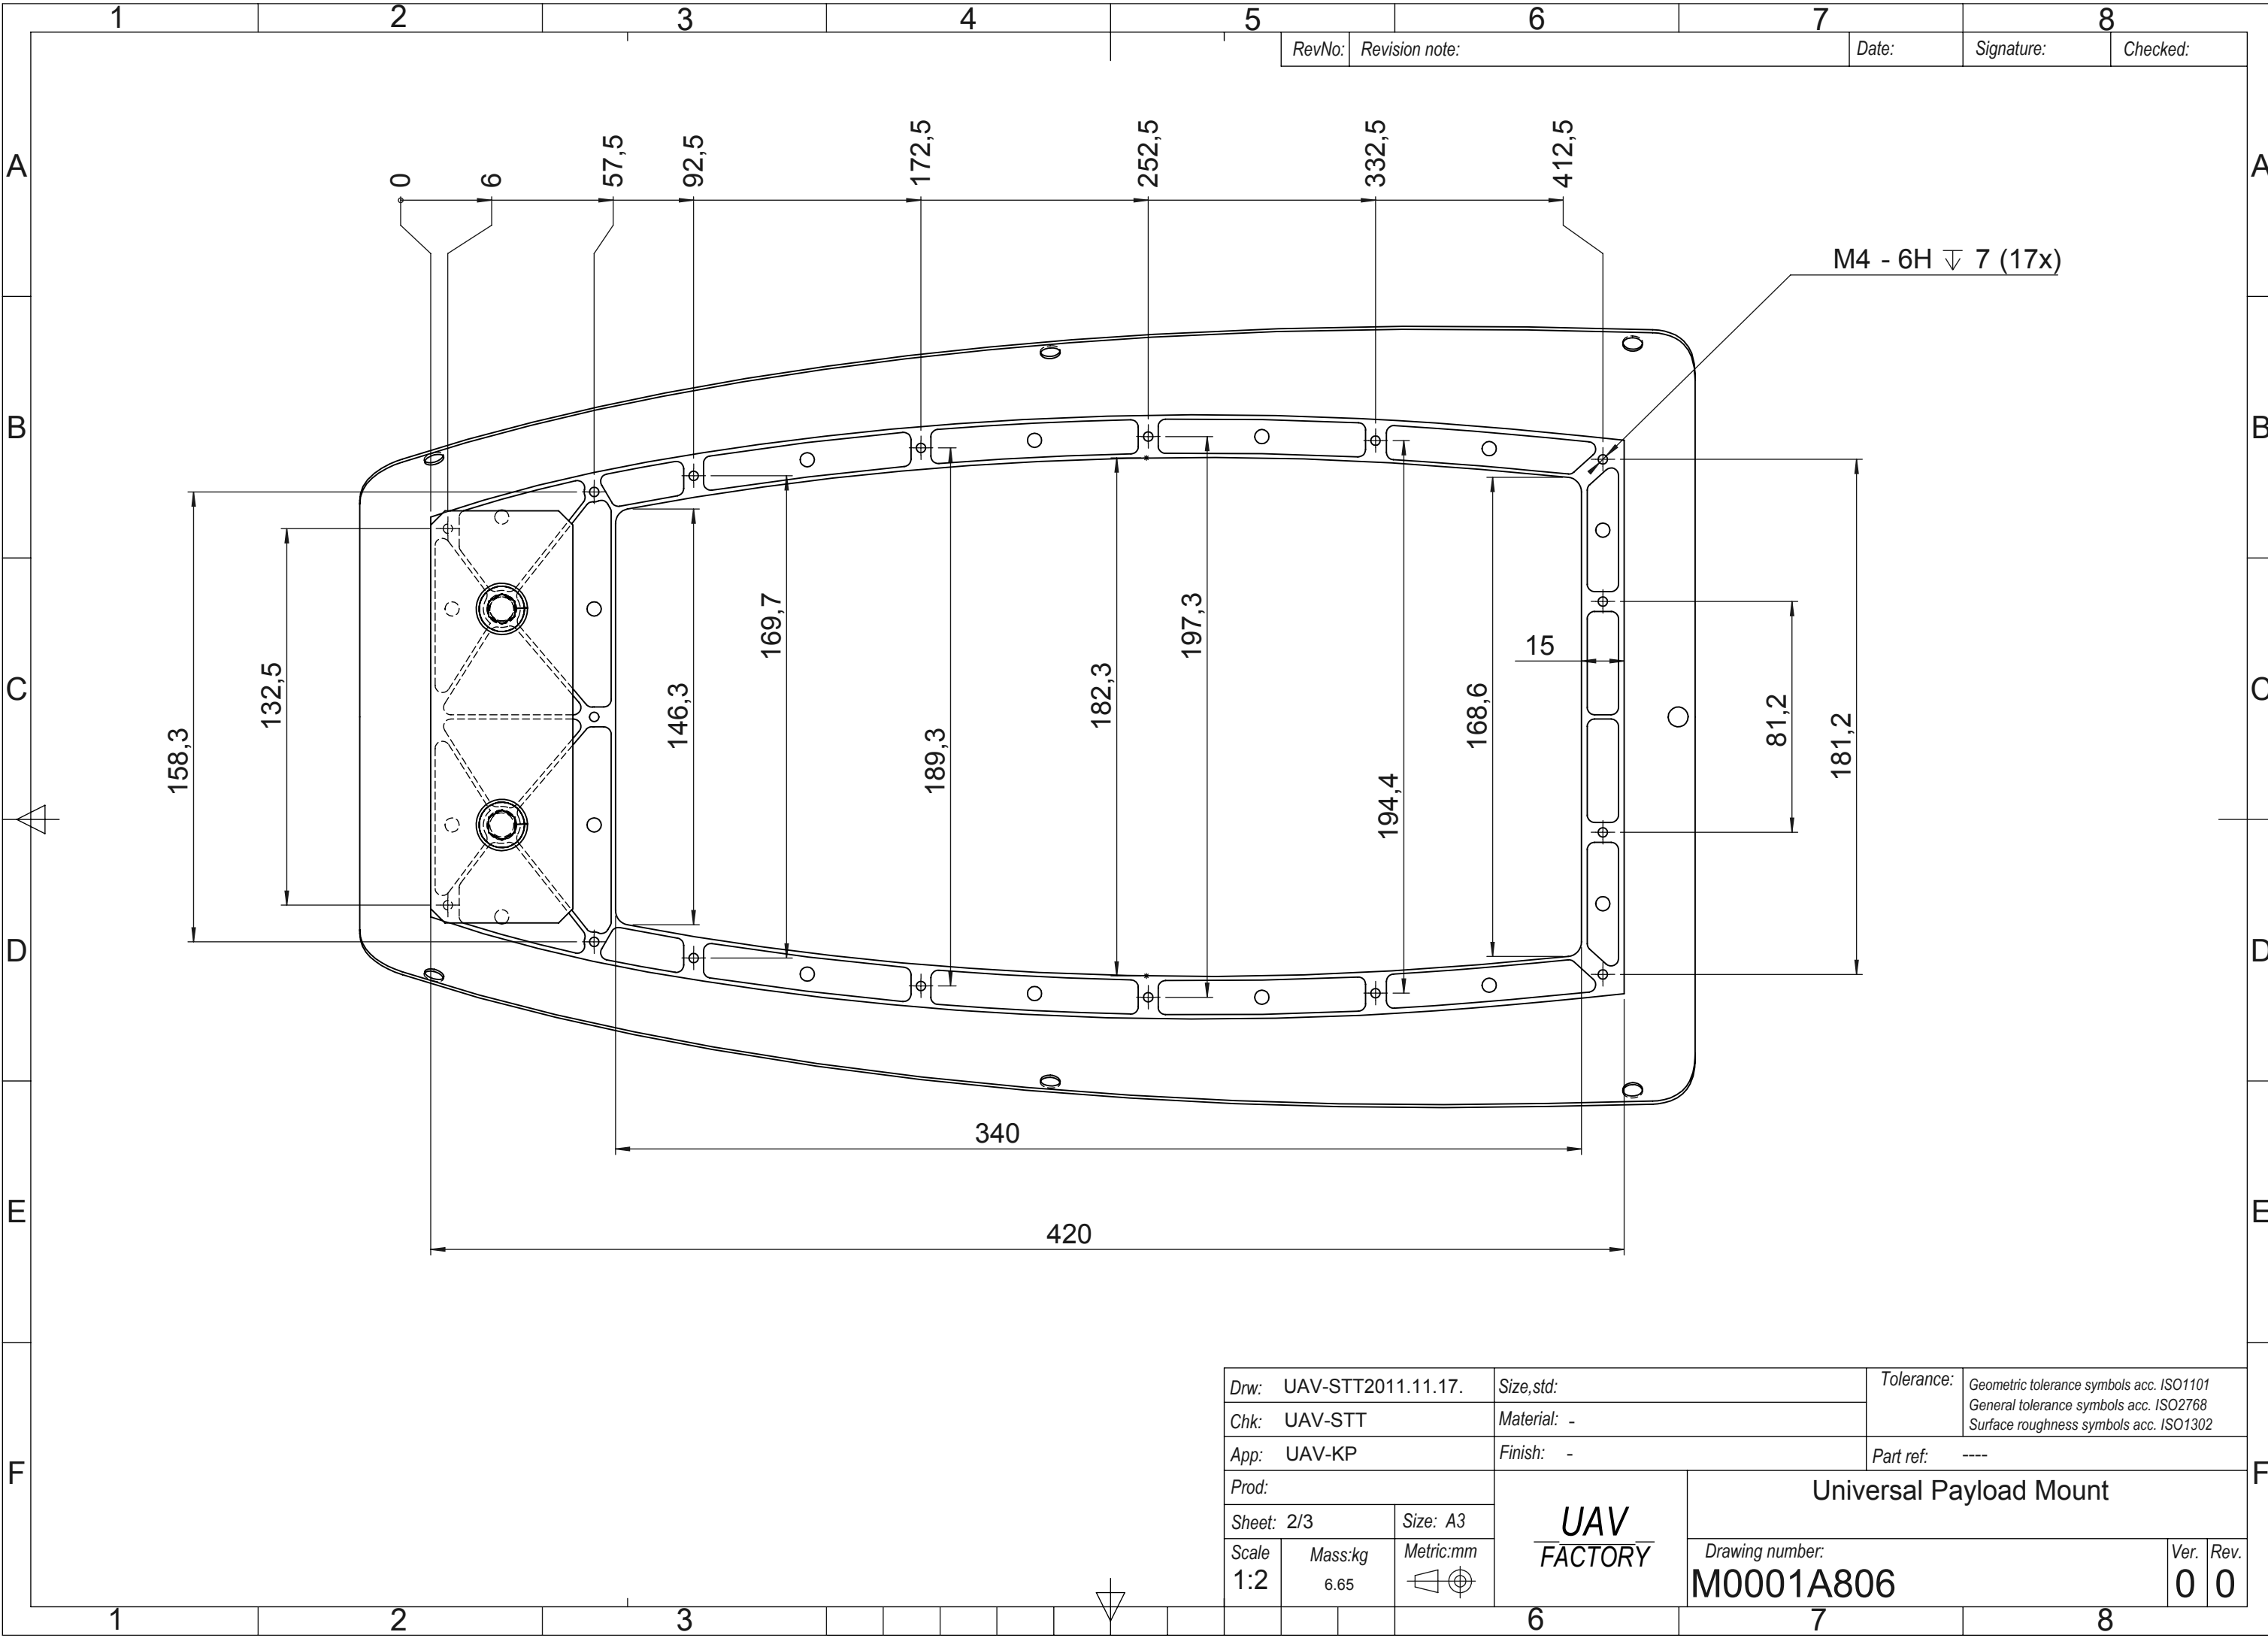 1 2 3 4 5 6 7 8
RevNo: Revision note: Date: Signature: Checked:
A A
0 6 57,5 92,5 172,5 252,5 332,5 412,5
M4 - 6H ↧ 7 (17x)
B B
C C
158,3
132,5
146,3
169,7
189,3
182,3
197,3
194,4
168,6
15
81,2
181,2
D D
340
420
E E
F F
Drw: UAV-STT2011.11.17.
Chk: UAV-STT
App: UAV-KP
Prod:
Sheet: 2/3 Size: A3
Scale 1:2
Mass:kg 6.65
Metric:mm
Size,std:
Material: -
Finish: -
Tolerance:
Geometric tolerance symbols acc. ISO1101
General tolerance symbols acc. ISO2768
Surface roughness symbols acc. ISO1302
Part ref: ----
UAV
FACTORY
Universal Payload Mount
Drawing number:
M0001A806
Ver. 0
Rev. 0
1 2 3 6 7 8